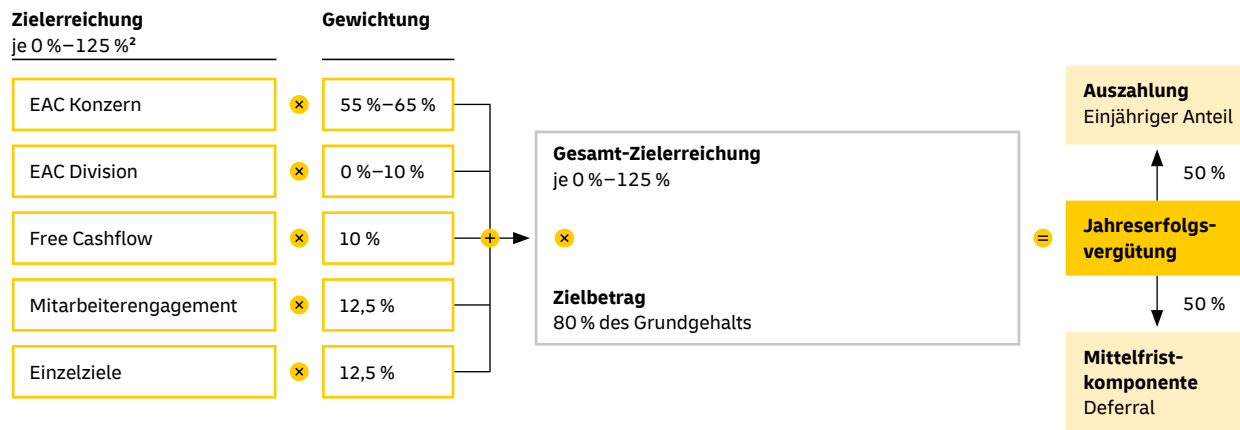 Zielerreichung
je 0 %–125 %²
Gewichtung
EAC Konzern
×
55 %–65 %
EAC Division
×
0 %–10 %
Free Cashflow
×
10 %
Mitarbeiterengagement
×
12,5 %
Einzelziele
×
12,5 %
+
Gesamt-Zielerreichung
je 0 %–125 %
×
Zielbetrag
80 % des Grundgehalts
=
Auszahlung
Einjähriger Anteil
50 %
Jahreserfolgs-
vergütung
50 %
Mittelfrist-
komponente
Deferral